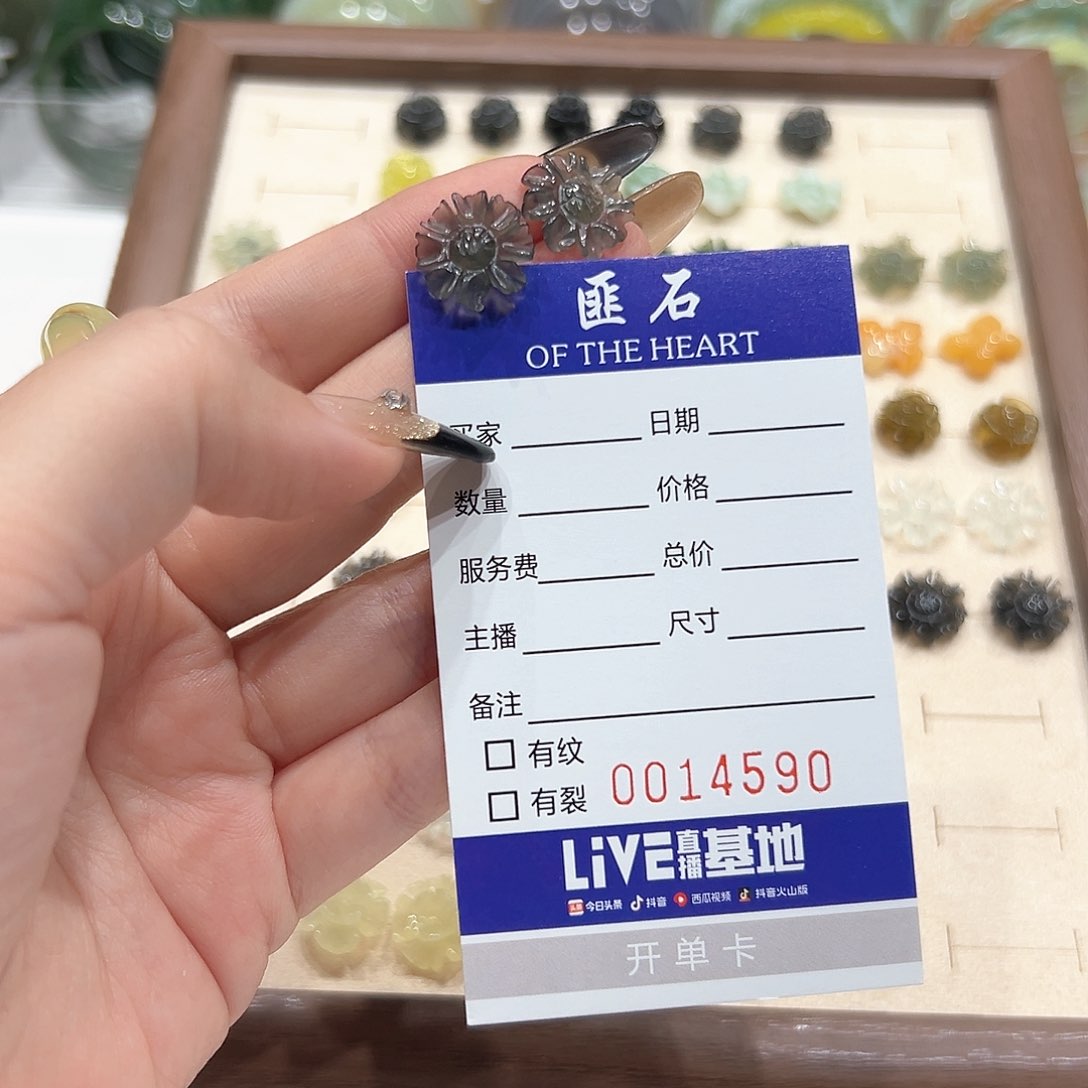 匪石
OF THE HEART
买家 日期
数量 价格
服务费 总价
主播 尺寸
备注
有纹
有裂
0014590
LiVE直播基地
今日头条 抖音 西瓜视频 抖音火山版
开单卡